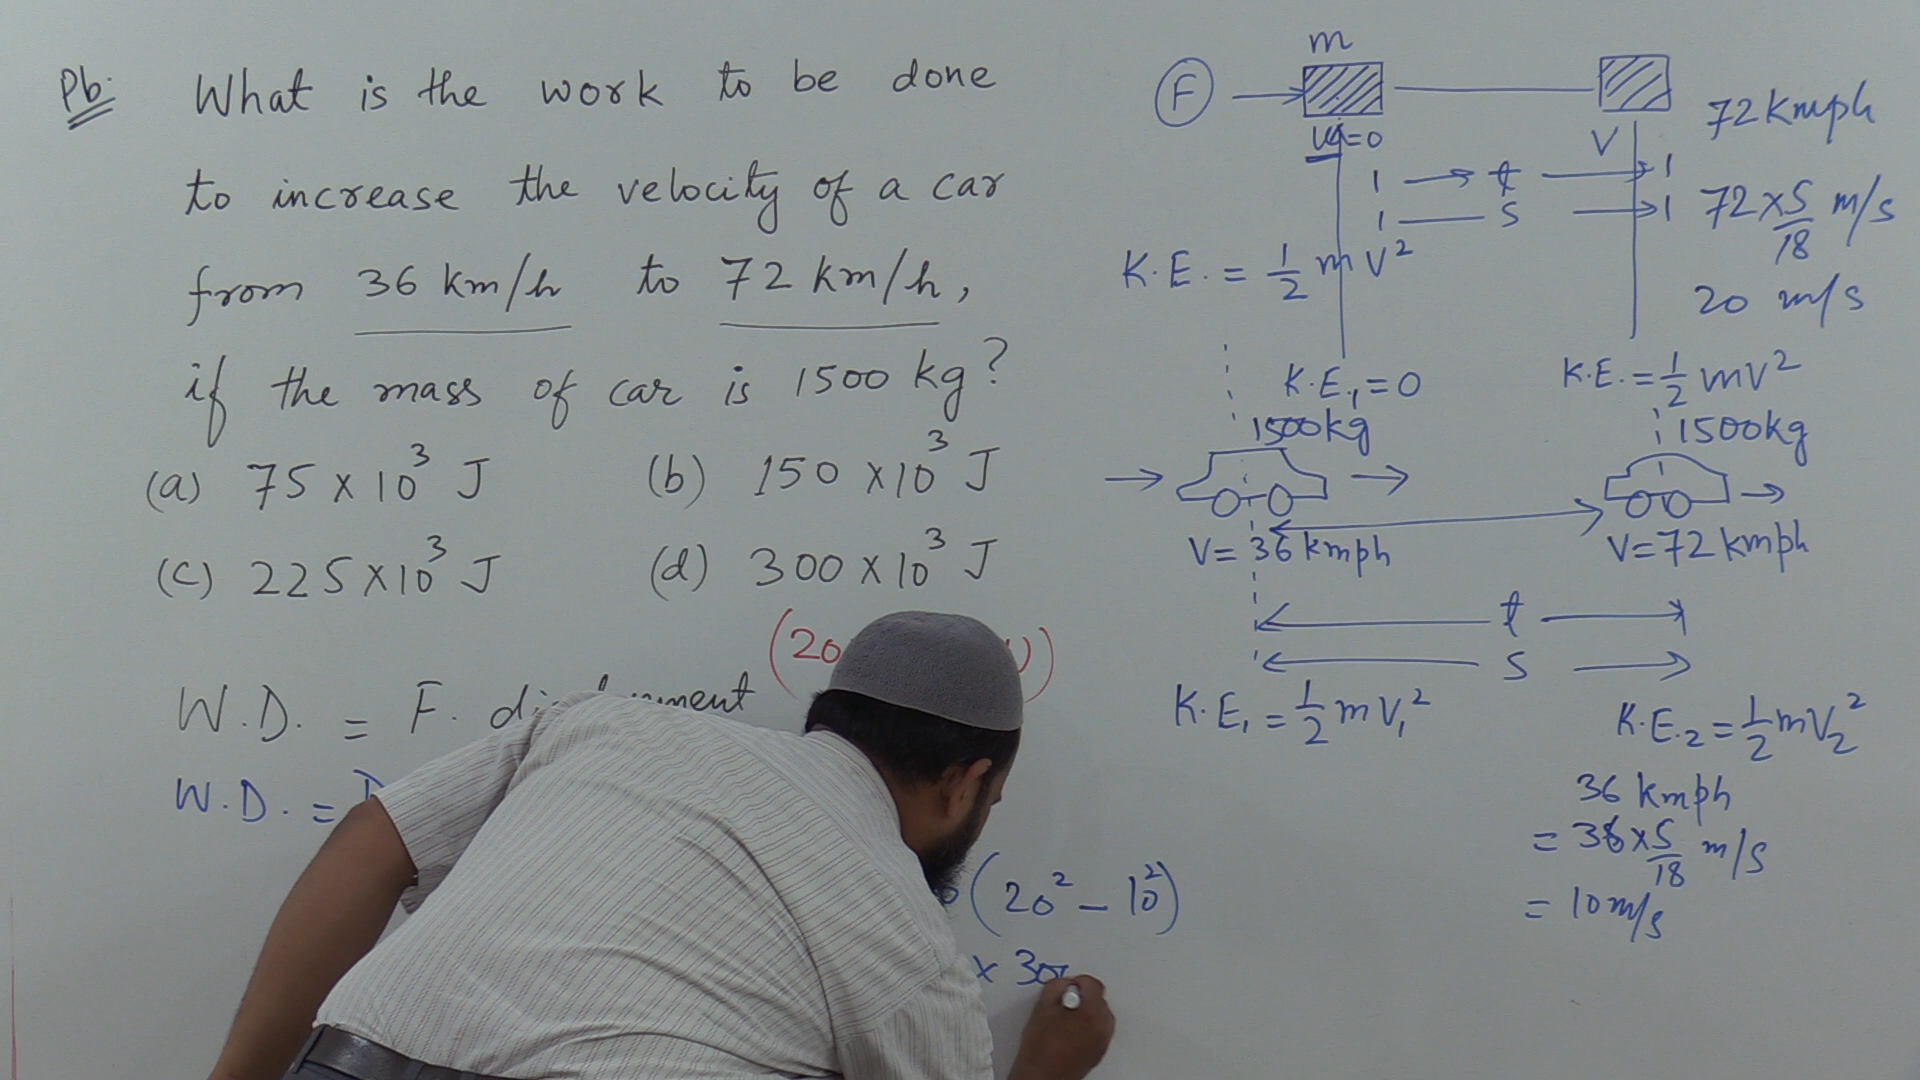 Pb. What is the work to be done
to increase the velocity of a car
from 36 km/h to 72 km/h,
if the mass of car is 1500 kg?
(a) 75 × 10³ J (b) 150 × 10³ J
(c) 225 × 10³ J (d) 300 × 10³ J
(20 )
W.D. = F.
W.D. =
(20² − 10²)
× 300
m
F
u=0 V
t
S
K.E. = 1/2 m V²
K.E.₁ = 0 K.E. = 1/2 mV²
72 kmph
72 × 5/18 m/s
20 m/s
1500kg 1500kg
V = 36 kmph V = 72 kmph
t
S
K.E₁ = 1/2 m V₁² K.E.₂ = 1/2 mV₂²
36 kmph
= 36 × 5/18 m/s
= 10 m/s